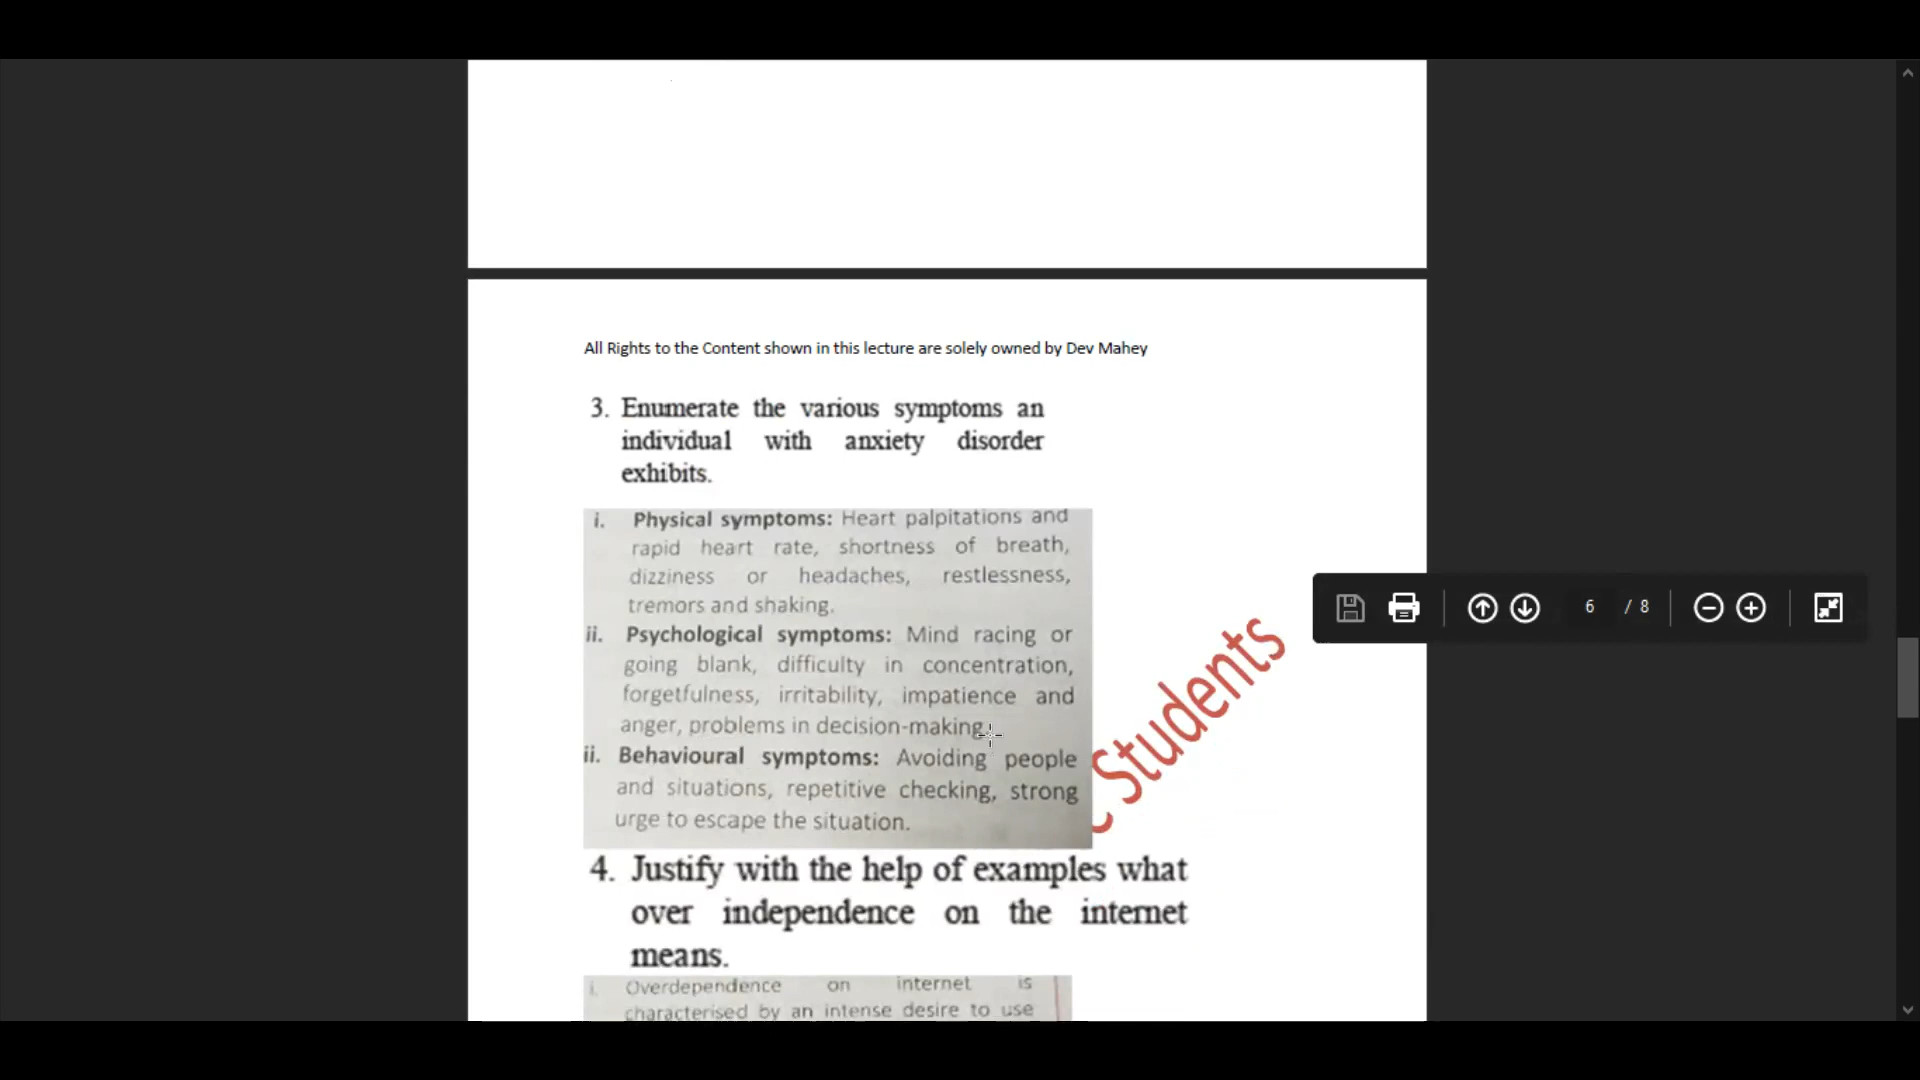 All Rights to the Content shown in this lecture are solely owned by Dev Mahey
3. Enumerate the various symptoms an
individual with anxiety disorder
exhibits.
i. Physical symptoms: Heart palpitations and
rapid heart rate, shortness of breath,
dizziness or headaches, restlessness,
tremors and shaking.
ii. Psychological symptoms: Mind racing or
going blank, difficulty in concentration,
forgetfulness, irritability, impatience and
anger, problems in decision-making.
ii. Behavioural symptoms: Avoiding people
and situations, repetitive checking, strong
urge to escape the situation.
Students
6 / 8
4. Justify with the help of examples what
over independence on the internet
means.
i. Overdependence on internet is
characterised by an intense desire to use